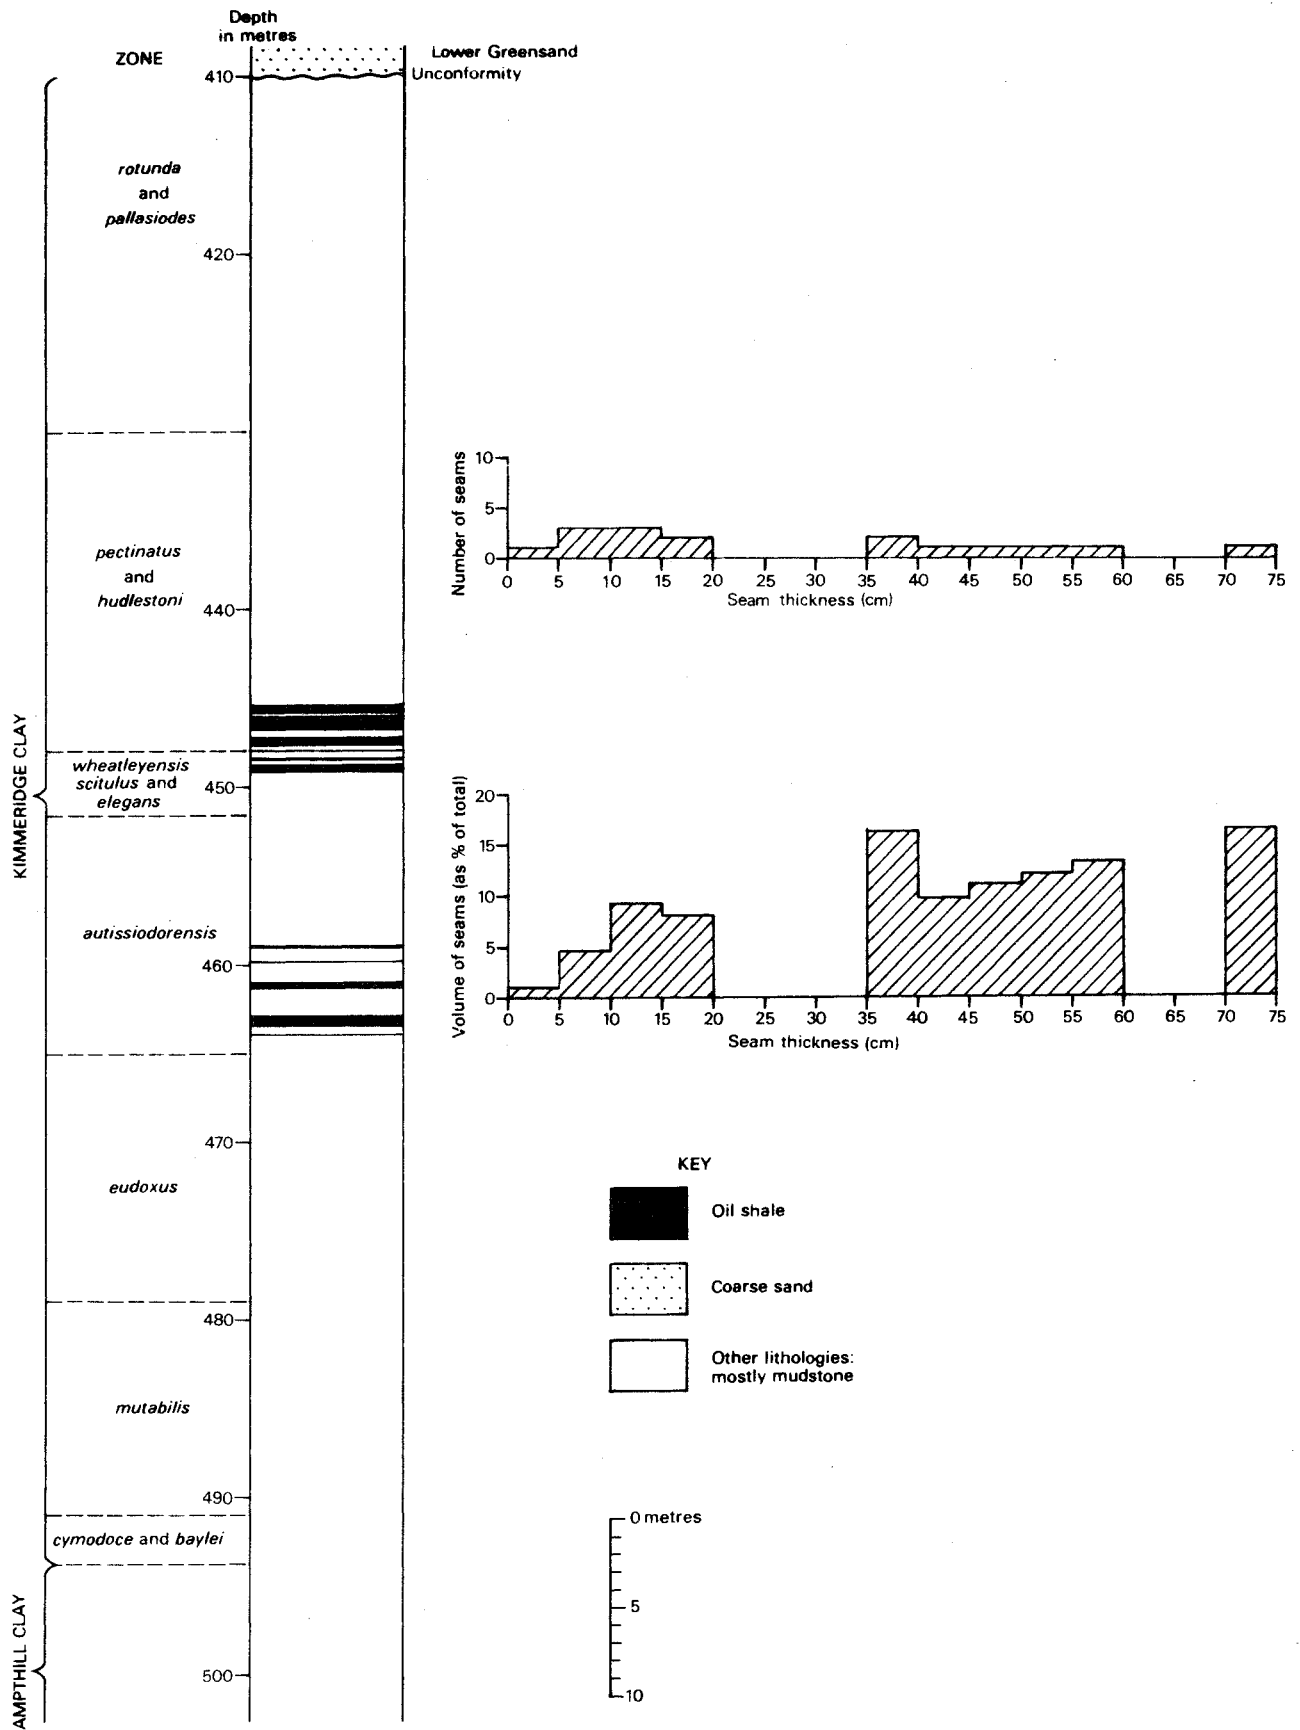 Depth
in metres
ZONE
Lower Greensand
410
Unconformity
rotunda
and
pallasiodes
420
pectinatus
and
hudlestoni
440
KIMMERIDGE CLAY
wheatleyensis
scitulus and
elegans
450
autissiodorensis
460
470
eudoxus
480
mutabilis
490
cymodoce and baylei
AMPTHILL CLAY
500
Number of seams
10
5
0
0 5 10 15 20 25 30 35 40 45 50 55 60 65 70 75
Seam thickness (cm)
Volume of seams (as % of total)
20
15
10
5
0
0 5 10 15 20 25 30 35 40 45 50 55 60 65 70 75
Seam thickness (cm)
KEY
Oil shale
Coarse sand
Other lithologies:
mostly mudstone
0 metres
5
10